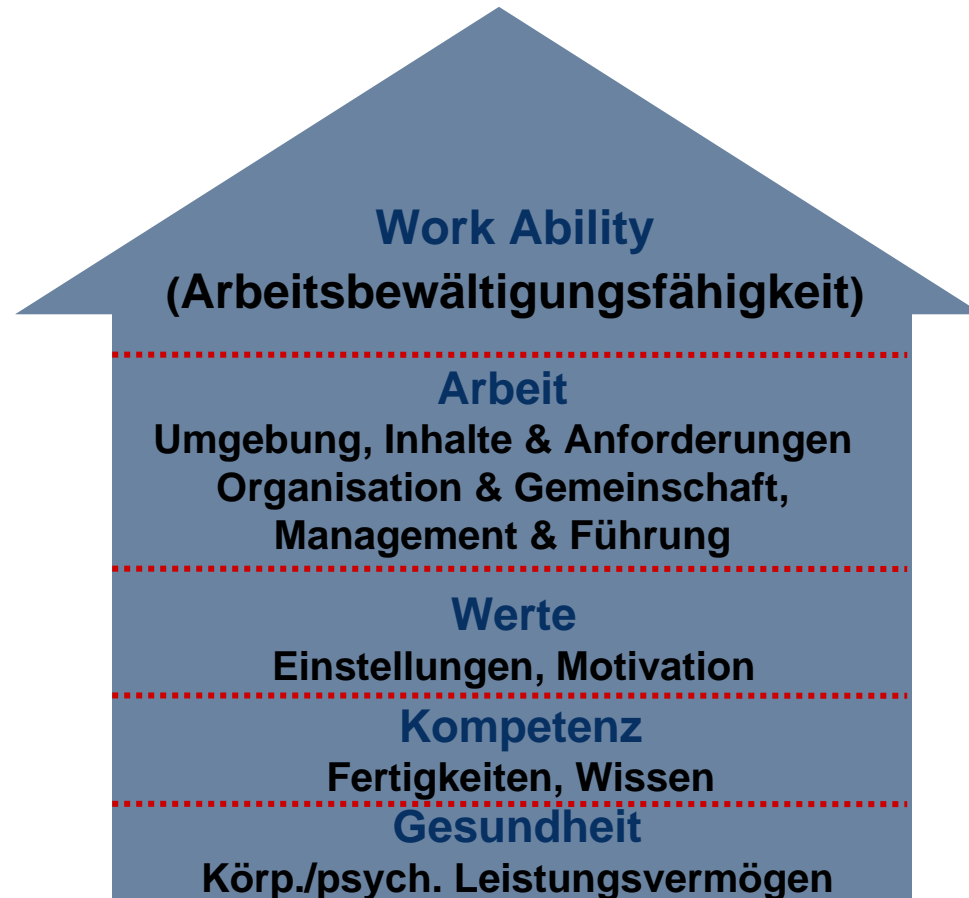 Work Ability
(Arbeitsbewältigungsfähigkeit)
Arbeit
Umgebung, Inhalte & Anforderungen
Organisation & Gemeinschaft,
Management & Führung
Werte
Einstellungen, Motivation
Kompetenz
Fertigkeiten, Wissen
Gesundheit
Körp./psych. Leistungsvermögen